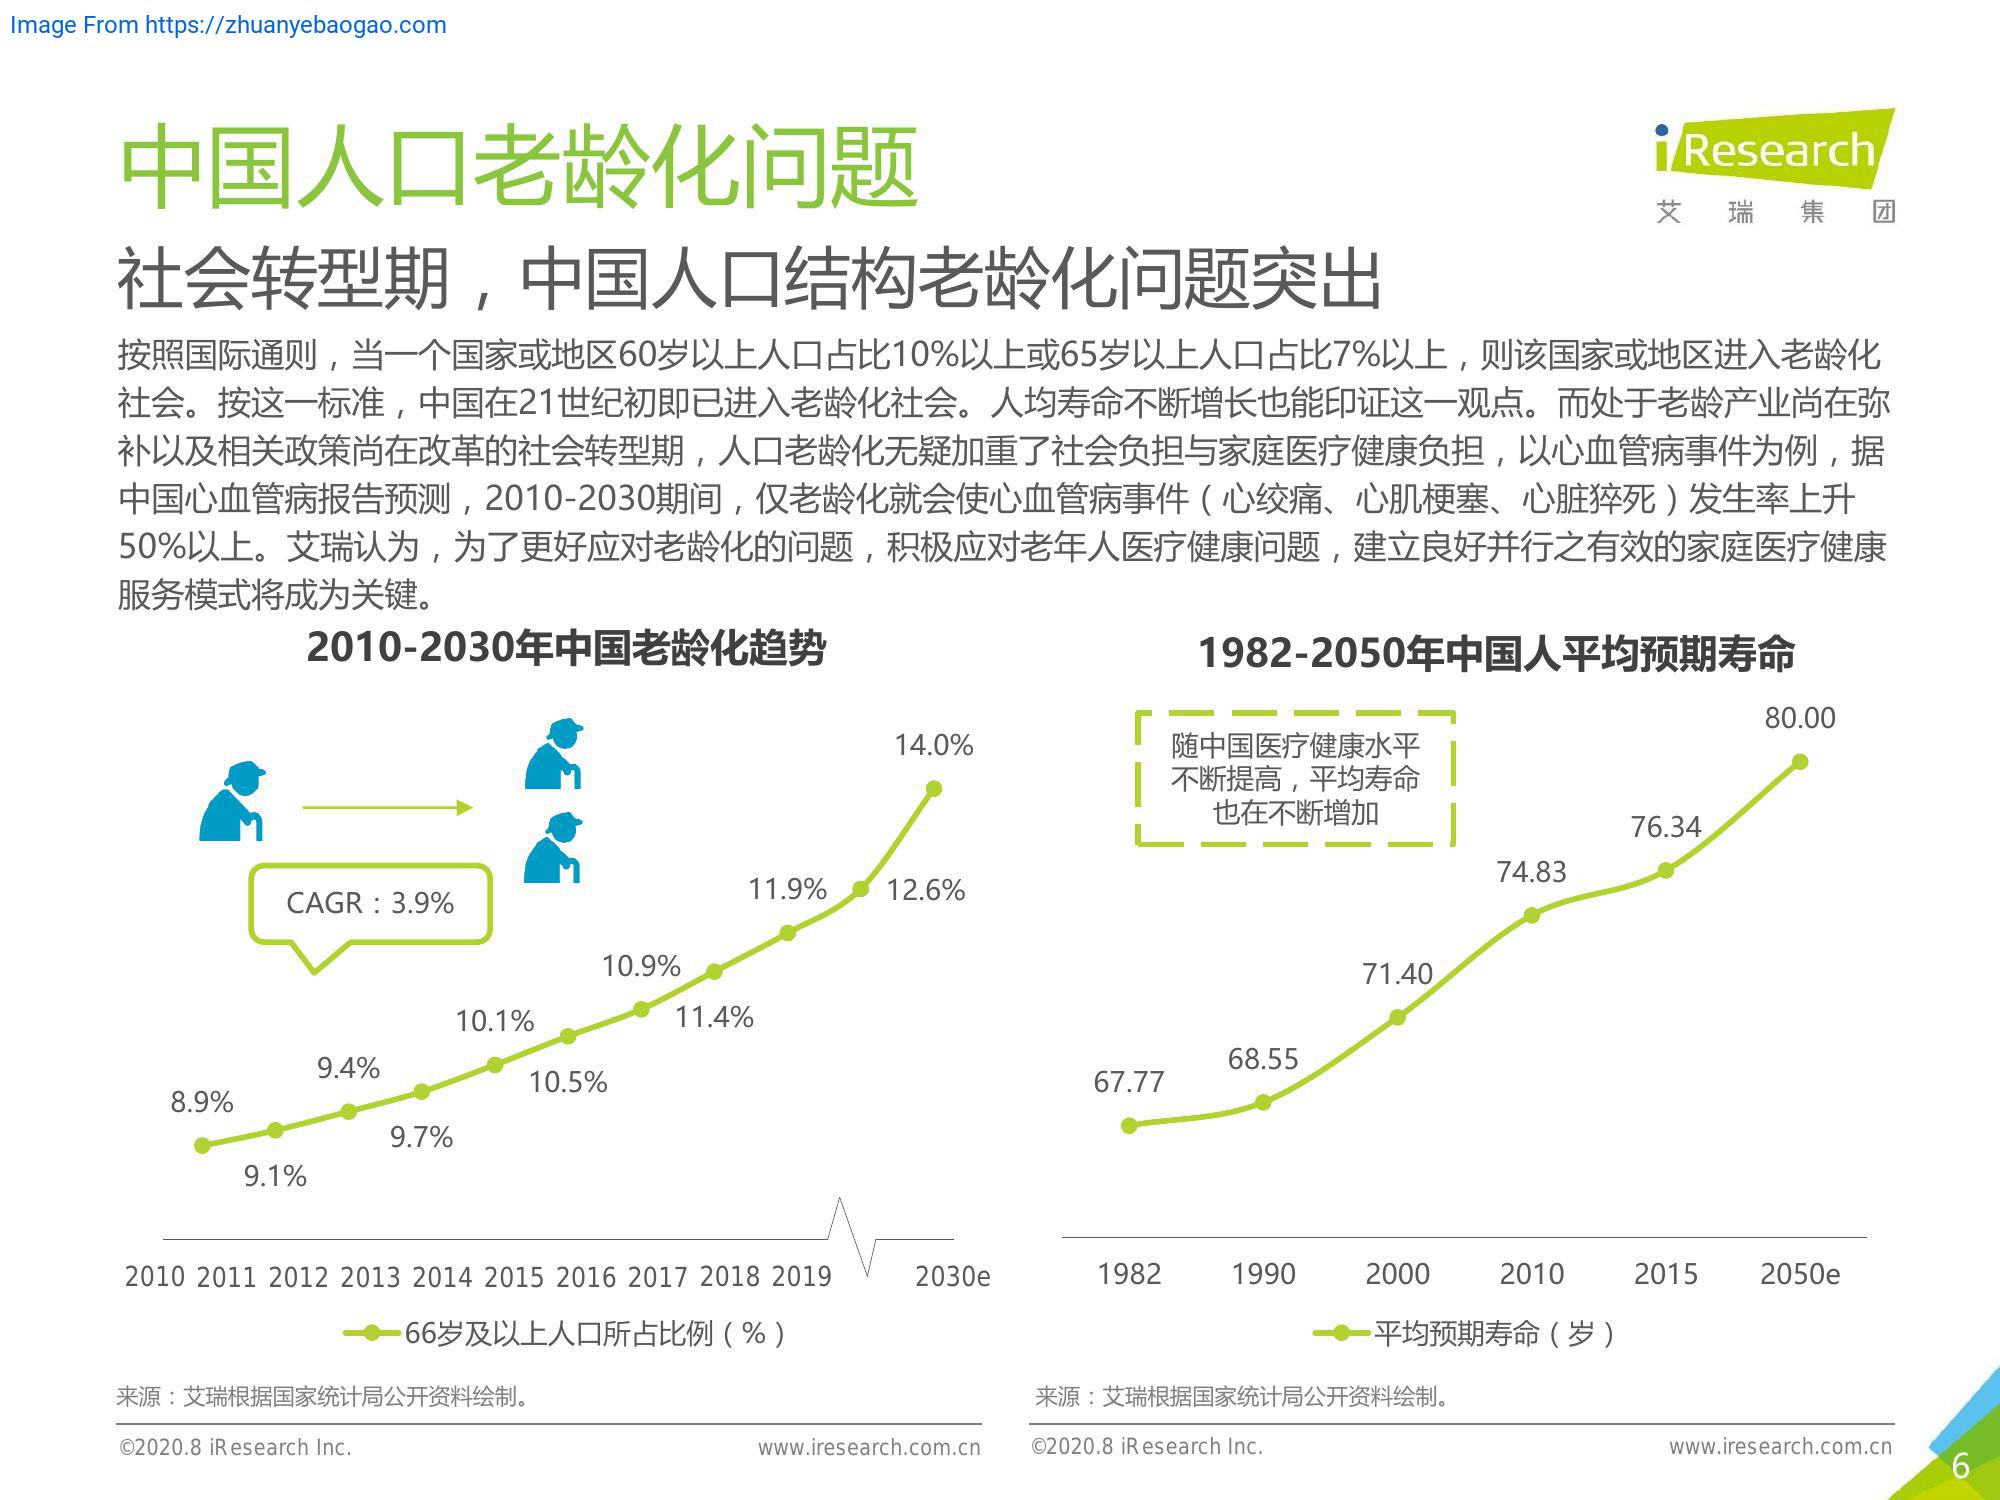 Image From https://zhuanyebaogao.com
中国人口老龄化问题
iResearch
艾瑞集团
社会转型期，中国人口结构老龄化问题突出
按照国际通则，当一个国家或地区60岁以上人口占比10%以上或65岁以上人口占比7%以上，则该国家或地区进入老龄化
社会。按这一标准，中国在21世纪初即已进入老龄化社会。人均寿命不断增长也能印证这一观点。而处于老龄产业尚在弥
补以及相关政策尚在改革的社会转型期，人口老龄化无疑加重了社会负担与家庭医疗健康负担，以心血管病事件为例，据
中国心血管病报告预测，2010-2030期间，仅老龄化就会使心血管病事件（心绞痛、心肌梗塞、心脏猝死）发生率上升
50%以上。艾瑞认为，为了更好应对老龄化的问题，积极应对老年人医疗健康问题，建立良好并行之有效的家庭医疗健康
服务模式将成为关键。
2010-2030年中国老龄化趋势
CAGR：3.9%
8.9%
9.1%
9.4%
9.7%
10.1%
10.5%
10.9%
11.4%
11.9%
12.6%
14.0%
2010 2011 2012 2013 2014 2015 2016 2017 2018 2019 2030e
66岁及以上人口所占比例（%）
来源：艾瑞根据国家统计局公开资料绘制。
©2020.8 iResearch Inc. www.iresearch.com.cn
1982-2050年中国人平均预期寿命
随中国医疗健康水平
不断提高，平均寿命
也在不断增加
67.77
68.55
71.40
74.83
76.34
80.00
1982 1990 2000 2010 2015 2050e
平均预期寿命（岁）
来源：艾瑞根据国家统计局公开资料绘制。
©2020.8 iResearch Inc. www.iresearch.com.cn
6